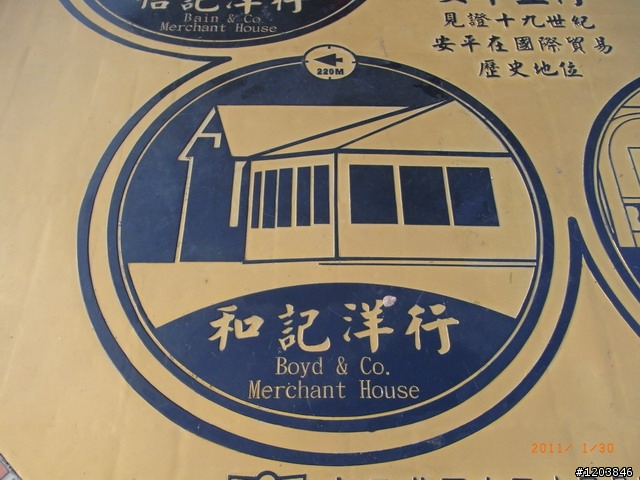 怡記洋行
Bain & Co.
Merchant House
見證十九世紀
安平在國際貿易
歷史地位
220M
和記洋行
Boyd & Co.
Merchant House
2011/ 1/30
#1203846